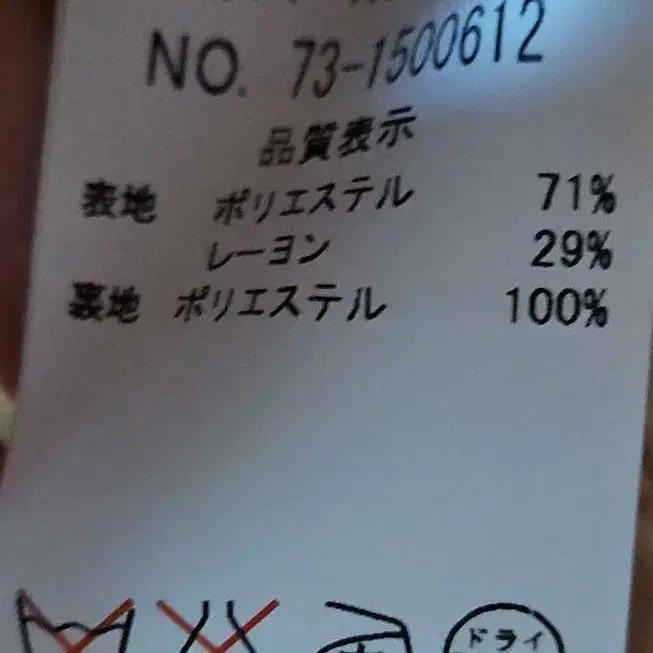 NO. 73-1500612
品質表示
表地 ポリエステル 71%
レーヨン 29%
裏地 ポリエステル 100%
ドライ